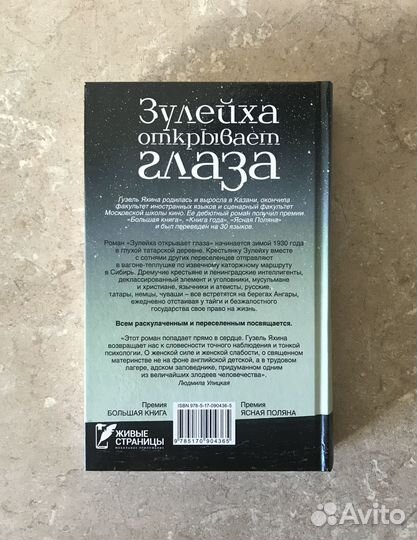 Зулейха
открывает
глаза
Гузель Яхина родилась и выросла в Казани, окончила
факультет иностранных языков и сценарный факультет
Московской школы кино. Ее дебютный роман получил премии
«Большая книга», «Книга года», «Ясная Поляна»
и был переведен на 30 языков.
Роман «Зулейха открывает глаза» начинается зимой 1930 года
в глухой татарской деревне. Крестьянку Зулейху вместе
с сотнями других переселенцев отправляют
в вагоне-теплушке по извечному каторжному маршруту
в Сибирь. Дремучие крестьяне и ленинградские интеллигенты,
деклассированный элемент и уголовники, мусульмане
и христиане, язычники и атеисты, русские,
татары, немцы, чуваши – все встретятся на берегах Ангары,
ежедневно отстаивая у тайги и безжалостного
государства свое право на жизнь.
Всем раскулаченным и переселенным посвящается.
«Этот роман попадает прямо в сердце. Гузель Яхина
возвращает нас к словесности точного наблюдения и тонкой
психологии. О женской силе и женской слабости, о священном
материнстве не на фоне английской детской, а в трудовом
лагере, адском заповеднике, придуманном одним
из величайших злодеев человечества».
Людмила Улицкая
Премия
БОЛЬШАЯ КНИГА
ISBN 978-5-17-090436-5
9 785170 904365
Премия
ЯСНАЯ ПОЛЯНА
ЖИВЫЕ
СТРАНИЦЫ
МОБИЛЬНОЕ ПРИЛОЖЕНИЕ
Avito